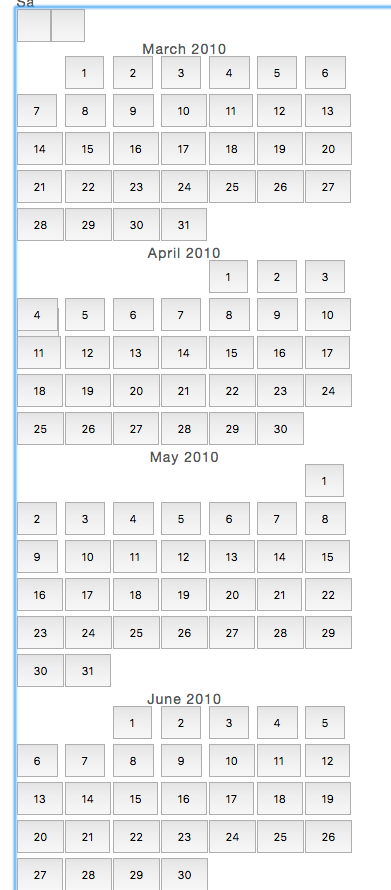 Sa
March 2010
1 2 3 4 5 6
7 8 9 10 11 12 13
14 15 16 17 18 19 20
21 22 23 24 25 26 27
28 29 30 31
April 2010
1 2 3
4 5 6 7 8 9 10
11 12 13 14 15 16 17
18 19 20 21 22 23 24
25 26 27 28 29 30
May 2010
1
2 3 4 5 6 7 8
9 10 11 12 13 14 15
16 17 18 19 20 21 22
23 24 25 26 27 28 29
30 31
June 2010
1 2 3 4 5
6 7 8 9 10 11 12
13 14 15 16 17 18 19
20 21 22 23 24 25 26
27 28 29 30